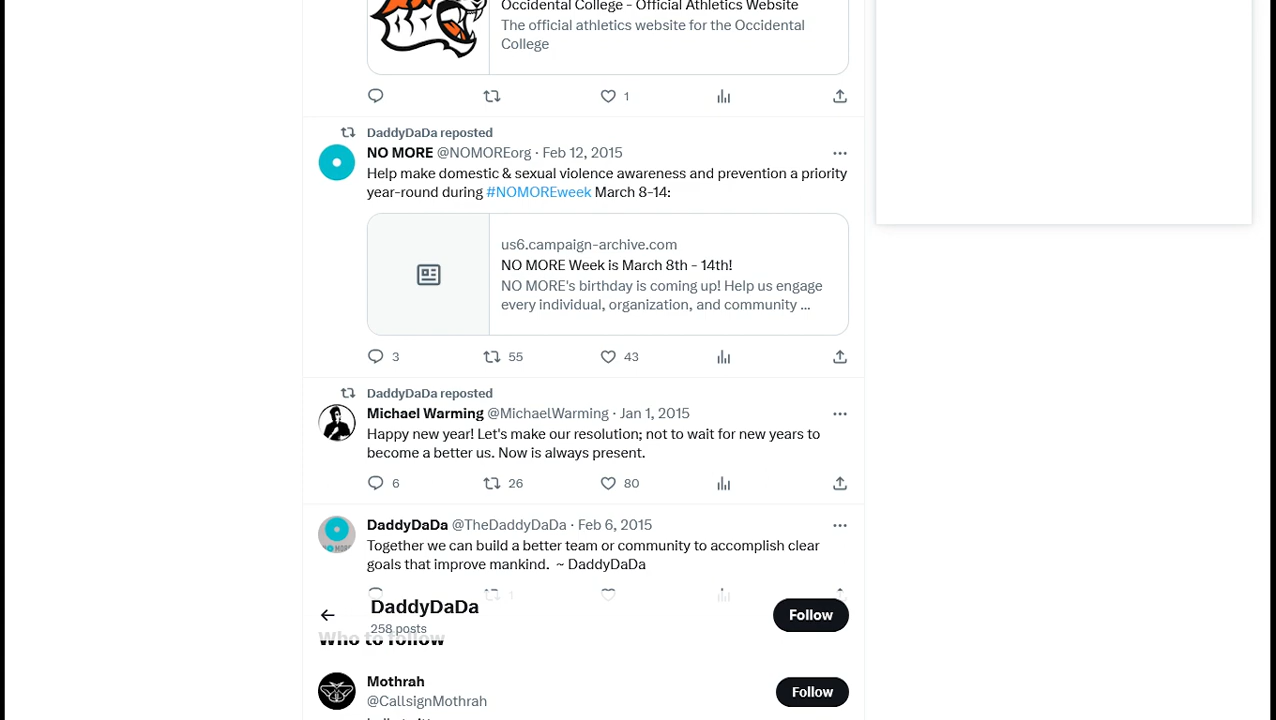 Occidental College - Official Athletics Website
The official athletics website for the Occidental
College
1
DaddyDaDa reposted
NO MORE @NOMOREorg · Feb 12, 2015
Help make domestic & sexual violence awareness and prevention a priority
year-round during #NOMOREweek March 8-14:
us6.campaign-archive.com
NO MORE Week is March 8th - 14th!
NO MORE's birthday is coming up! Help us engage
every individual, organization, and community ...
3 55 43
DaddyDaDa reposted
Michael Warming @MichaelWarming · Jan 1, 2015
Happy new year! Let's make our resolution; not to wait for new years to
become a better us. Now is always present.
6 26 80
DaddyDaDa @TheDaddyDaDa · Feb 6, 2015
Together we can build a better team or community to accomplish clear
goals that improve mankind. ~ DaddyDaDa
1
DaddyDaDa Follow
258 posts
Who to follow
Mothrah Follow
@CallsignMothrah